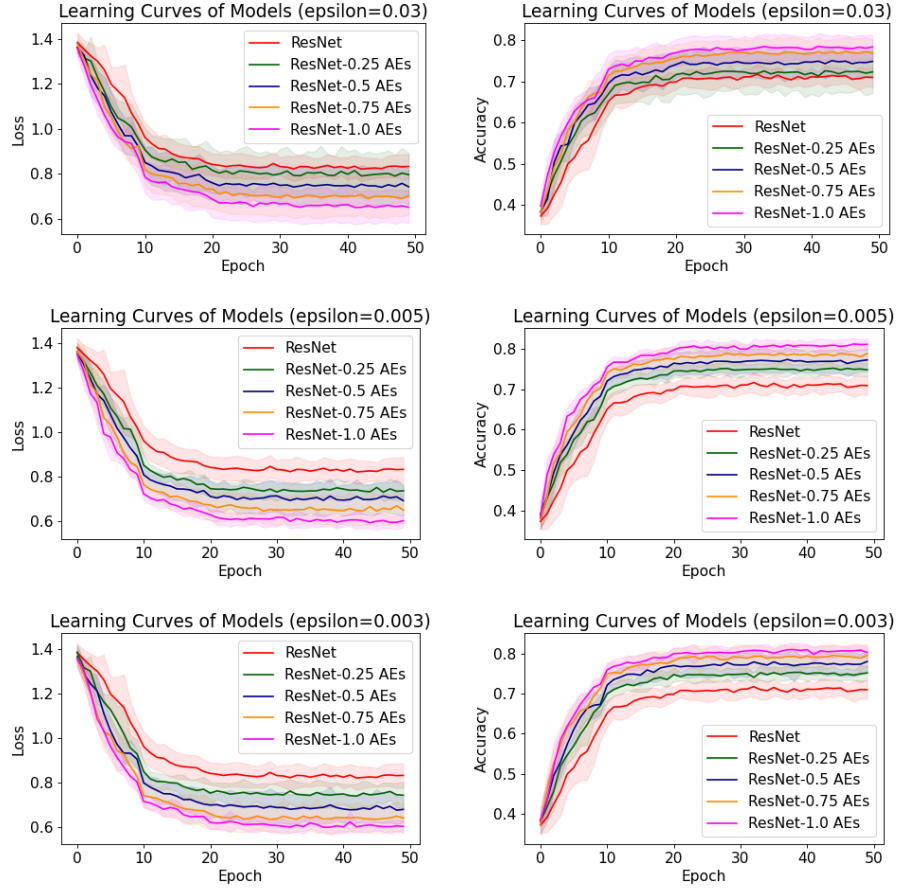 Learning Curves of Models (epsilon=0.03)
1.4
1.2
1.0
0.8
0.6
Loss
0
10
20
30
40
50
Epoch
ResNet
ResNet-0.25 AEs
ResNet-0.5 AEs
ResNet-0.75 AEs
ResNet-1.0 AEs
Learning Curves of Models (epsilon=0.03)
0.8
0.7
0.6
0.5
0.4
Accuracy
0
10
20
30
40
50
Epoch
ResNet
ResNet-0.25 AEs
ResNet-0.5 AEs
ResNet-0.75 AEs
ResNet-1.0 AEs
Learning Curves of Models (epsilon=0.005)
1.4
1.2
1.0
0.8
0.6
Loss
0
10
20
30
40
50
Epoch
ResNet
ResNet-0.25 AEs
ResNet-0.5 AEs
ResNet-0.75 AEs
ResNet-1.0 AEs
Learning Curves of Models (epsilon=0.005)
0.8
0.7
0.6
0.5
0.4
Accuracy
0
10
20
30
40
50
Epoch
ResNet
ResNet-0.25 AEs
ResNet-0.5 AEs
ResNet-0.75 AEs
ResNet-1.0 AEs
Learning Curves of Models (epsilon=0.003)
1.4
1.2
1.0
0.8
0.6
Loss
0
10
20
30
40
50
Epoch
ResNet
ResNet-0.25 AEs
ResNet-0.5 AEs
ResNet-0.75 AEs
ResNet-1.0 AEs
Learning Curves of Models (epsilon=0.003)
0.8
0.7
0.6
0.5
0.4
Accuracy
0
10
20
30
40
50
Epoch
ResNet
ResNet-0.25 AEs
ResNet-0.5 AEs
ResNet-0.75 AEs
ResNet-1.0 AEs